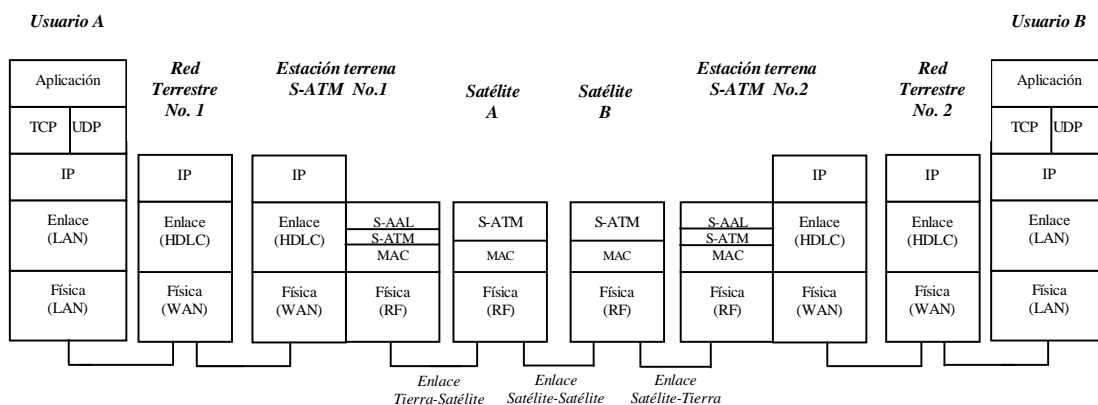 Usuario A
Usuario B
Red
Terrestre
No. 1
Estación terrena
S-ATM No.1
Satélite
A
Satélite
B
Estación terrena
S-ATM No.2
Red
Terrestre
No. 2
Aplicación
TCP UDP
IP
Enlace
(LAN)
Física
(LAN)
IP
Enlace
(HDLC)
Física
(WAN)
IP
Enlace
(HDLC)
Física
(WAN)
S-AAL
S-ATM
MAC
Física
(RF)
S-ATM
MAC
Física
(RF)
S-ATM
MAC
Física
(RF)
S-AAL
S-ATM
MAC
Física
(RF)
IP
Enlace
(HDLC)
Física
(WAN)
IP
Enlace
(HDLC)
Física
(WAN)
Aplicación
TCP UDP
IP
Enlace
(LAN)
Física
(LAN)
Enlace
Tierra-Satélite
Enlace
Satélite-Satélite
Enlace
Satélite-Tierra